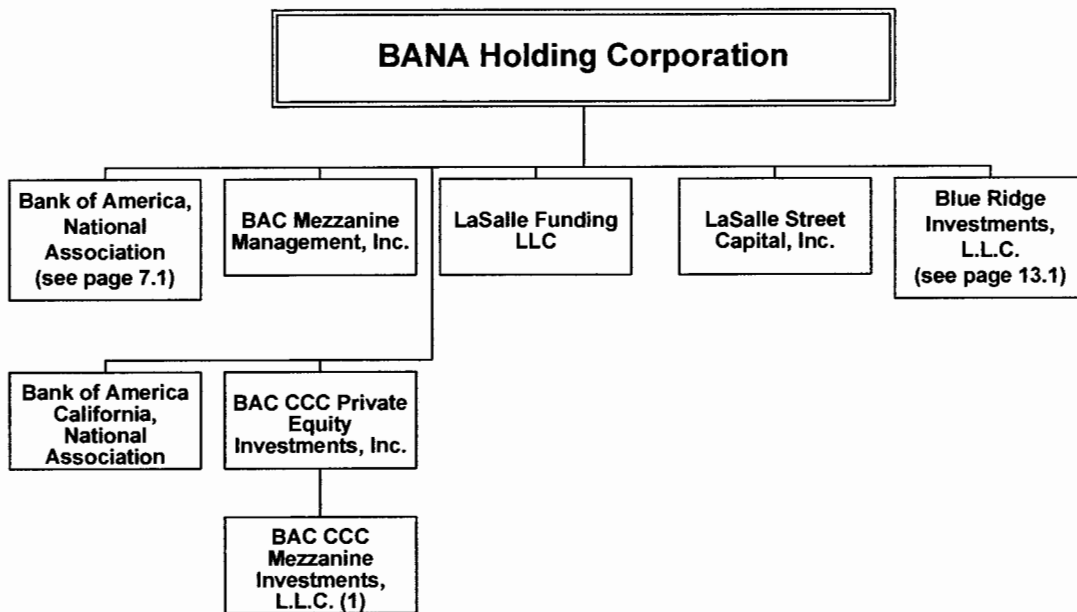 BANA Holding Corporation
Bank of America,
National
Association
(see page 7.1)
BAC Mezzanine
Management, Inc.
LaSalle Funding
LLC
LaSalle Street
Capital, Inc.
Blue Ridge
Investments,
L.L.C.
(see page 13.1)
Bank of America
California,
National
Association
BAC CCC Private
Equity
Investments, Inc.
BAC CCC
Mezzanine
Investments,
L.L.C. (1)